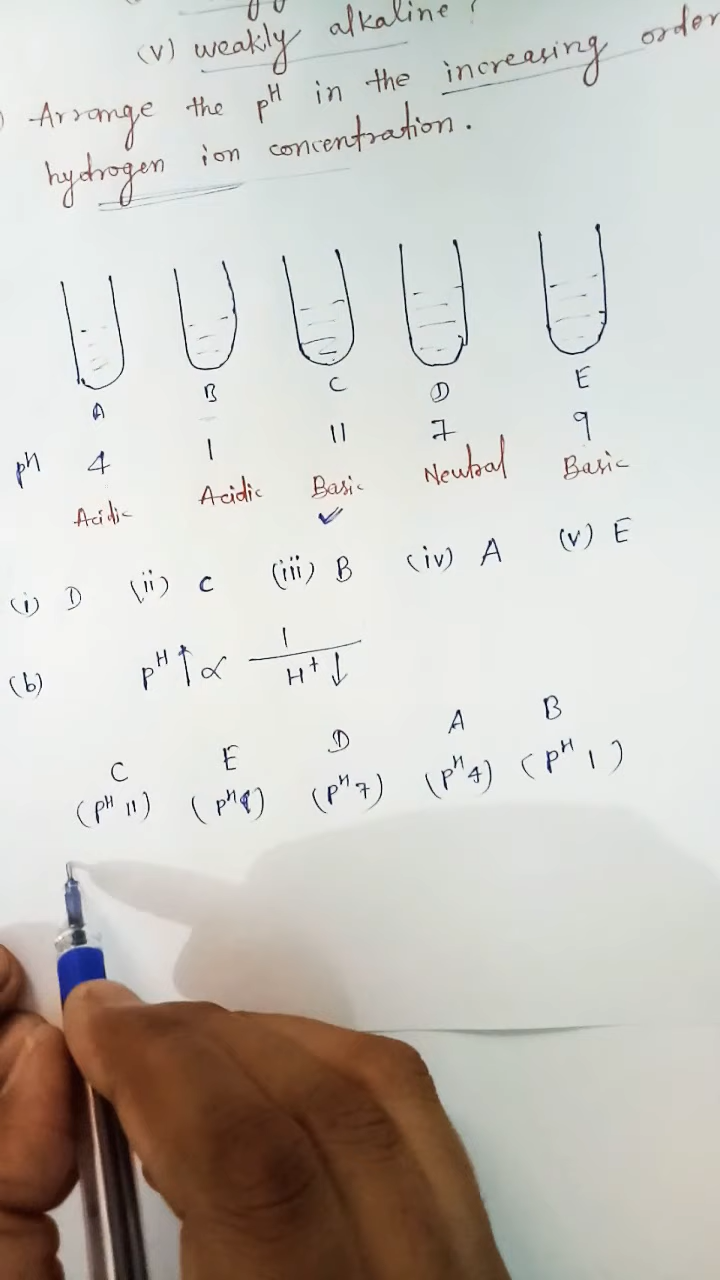 (v) weakly alkaline ?
) Arrange the pH in the increasing order
hydrogen ion concentration.
A B C D E
pH 4 1 11 7 9
Acidic Acidic Basic Neutral Basic
(i) D (ii) C (iii) B (iv) A (v) E
(b) pH ↑ ∝ 1 / H+ ↓
C E D A B
(pH 11) (pH 9) (pH 7) (pH 4) (pH 1)